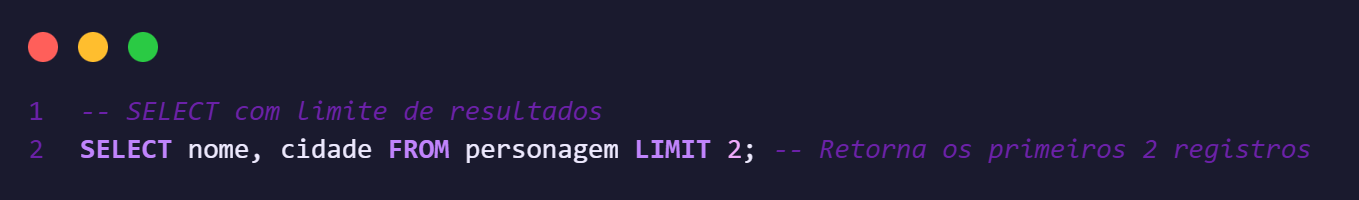 1 -- SELECT com limite de resultados
2 SELECT nome, cidade FROM personagem LIMIT 2; -- Retorna os primeiros 2 registros